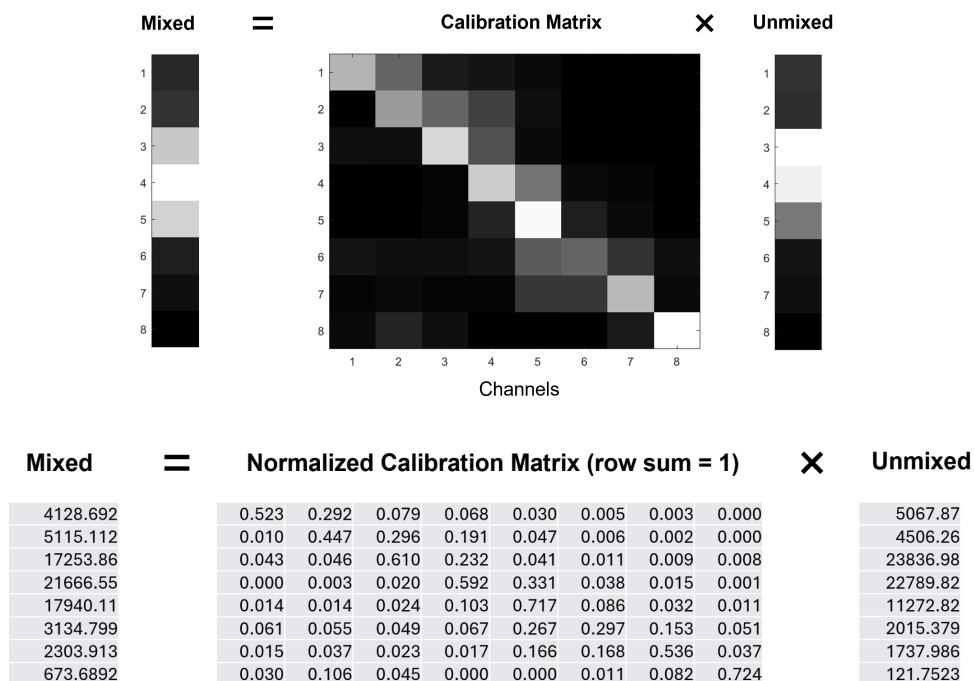 Mixed = Calibration Matrix × Unmixed
1 1 1
2 2 2
3 3 3
4 4 4
5 5 5
6 6 6
7 7 7
8 8 8
1 2 3 4 5 6 7 8
Channels
Mixed = Normalized Calibration Matrix (row sum = 1) × Unmixed
4128.692 0.523 0.292 0.079 0.068 0.030 0.005 0.003 0.000 5067.87
5115.112 0.010 0.447 0.296 0.191 0.047 0.006 0.002 0.000 4506.26
17253.86 0.043 0.046 0.610 0.232 0.041 0.011 0.009 0.008 23836.98
21666.55 0.000 0.003 0.020 0.592 0.331 0.038 0.015 0.001 22789.82
17940.11 0.014 0.014 0.024 0.103 0.717 0.086 0.032 0.011 11272.82
3134.799 0.061 0.055 0.049 0.067 0.267 0.297 0.153 0.051 2015.379
2303.913 0.015 0.037 0.023 0.017 0.166 0.168 0.536 0.037 1737.986
673.6892 0.030 0.106 0.045 0.000 0.000 0.011 0.082 0.724 121.7523